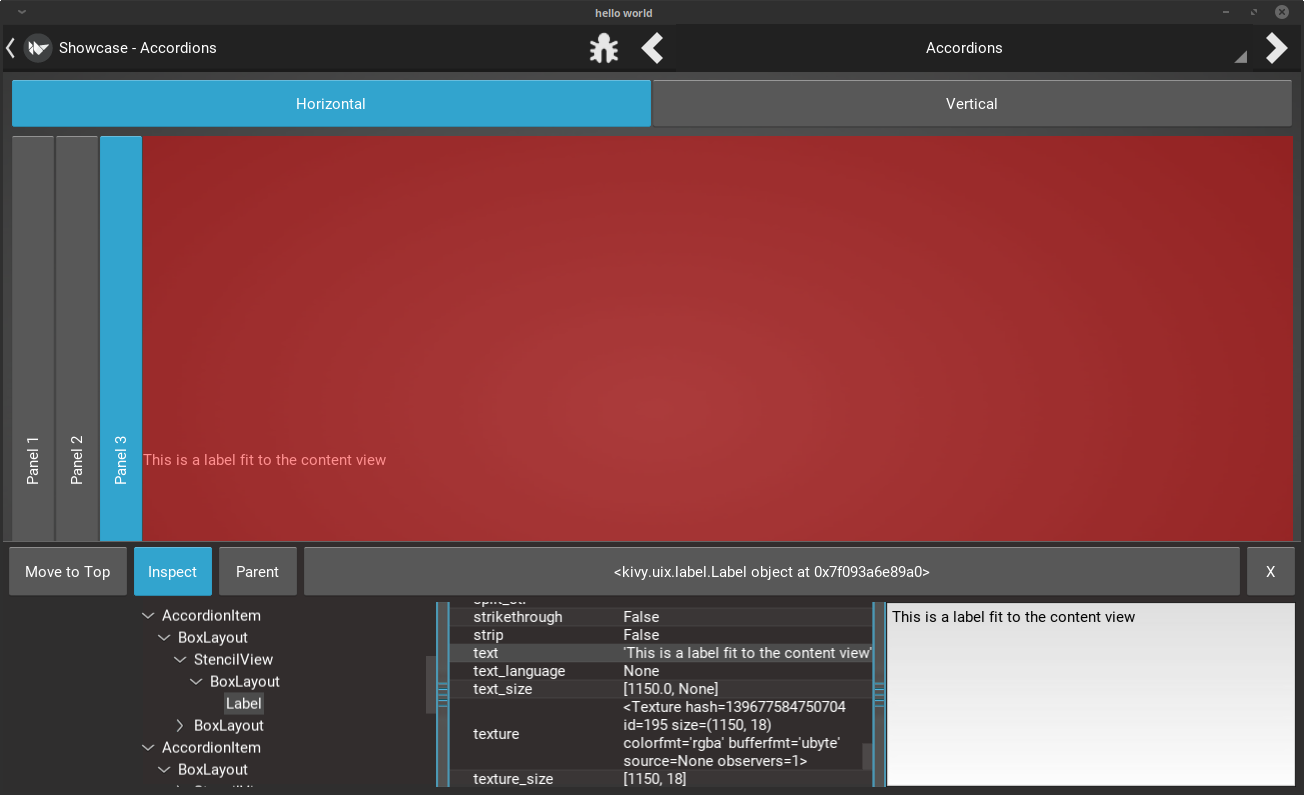 hello world
Showcase - Accordions
Accordions
Horizontal
Vertical
Panel 1
Panel 2
Panel 3
This is a label fit to the content view
Move to Top
Inspect
Parent
<kivy.uix.label.Label object at 0x7f093a6e89a0>
X
AccordionItem
BoxLayout
StencilView
BoxLayout
Label
BoxLayout
AccordionItem
BoxLayout
strikethrough False
strip False
text 'This is a label fit to the content view'
text_language None
text_size [1150.0, None]
texture
<Texture hash=139677584750704
id=195 size=(1150, 18)
colorfmt='rgba' bufferfmt='ubyte'
source=None observers=1>
texture_size [1150, 18]
This is a label fit to the content view